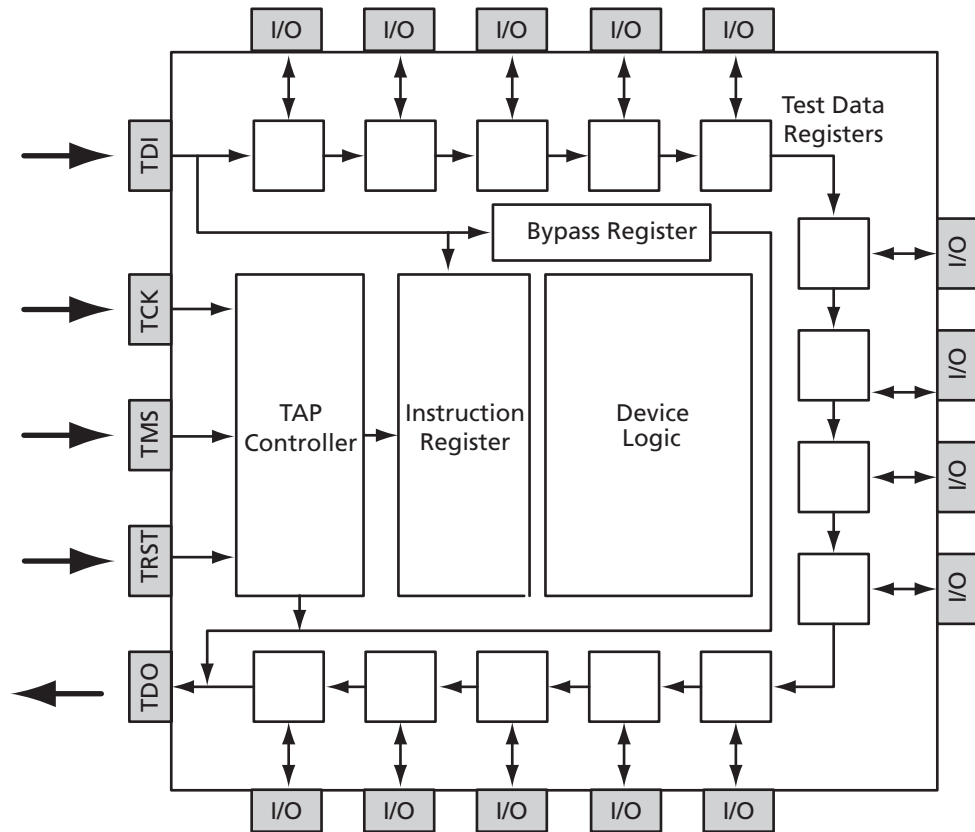 I/O I/O I/O I/O I/O
Test Data
Registers
TDI
Bypass Register
I/O
TCK
I/O
TAP
Controller
Instruction
Register
Device
Logic
TMS
I/O
TRST
I/O
TDO
I/O I/O I/O I/O I/O